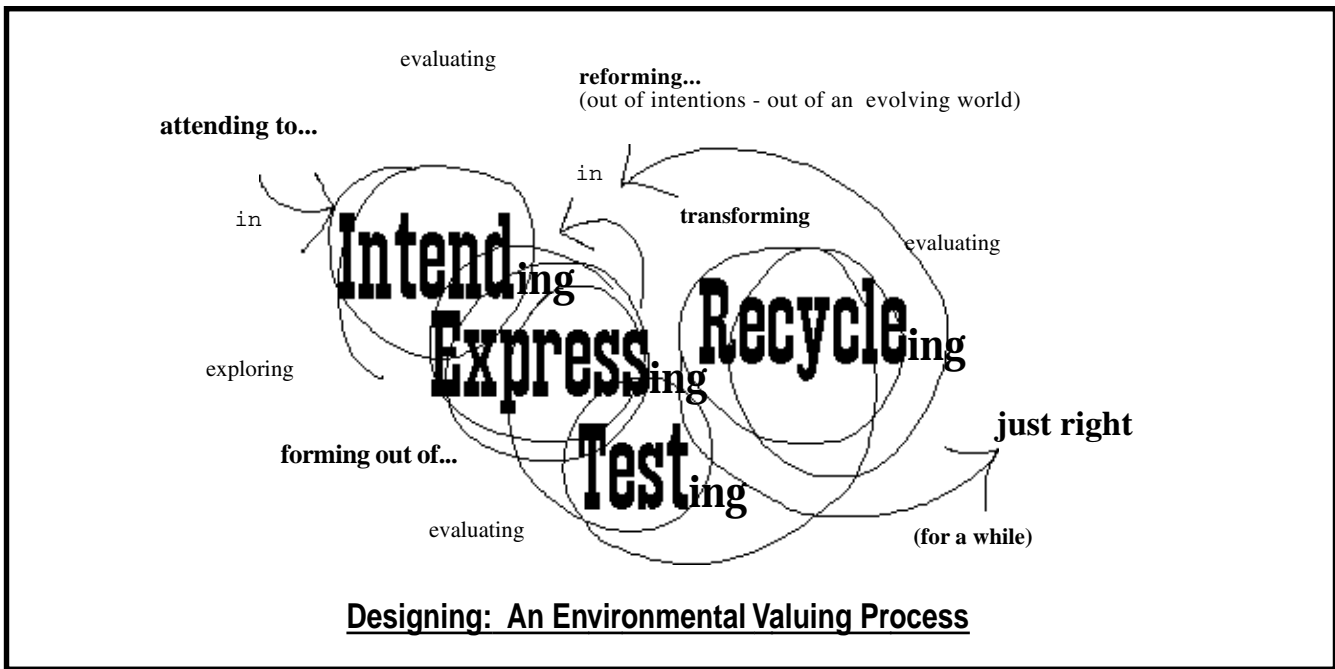 evaluating
reforming...
(out of intentions - out of an evolving world)
attending to...
in
in
transforming
evaluating
Intending
Recycleing
Expressing
exploring
just right
forming out of...
Testing
evaluating
(for a while)
Designing: An Environmental Valuing Process